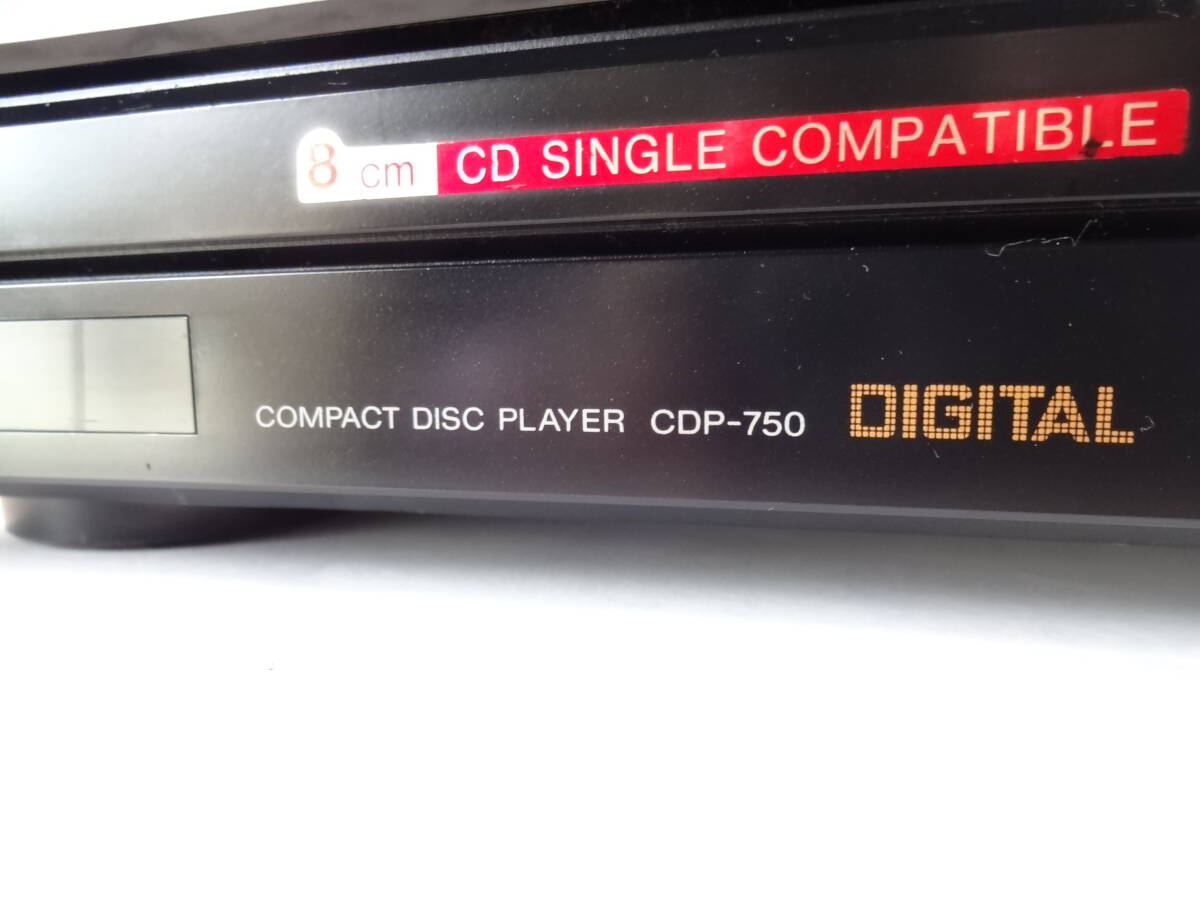 8 cm CD SINGLE COMPATIBLE
COMPACT DISC PLAYER CDP-750 DIGITAL